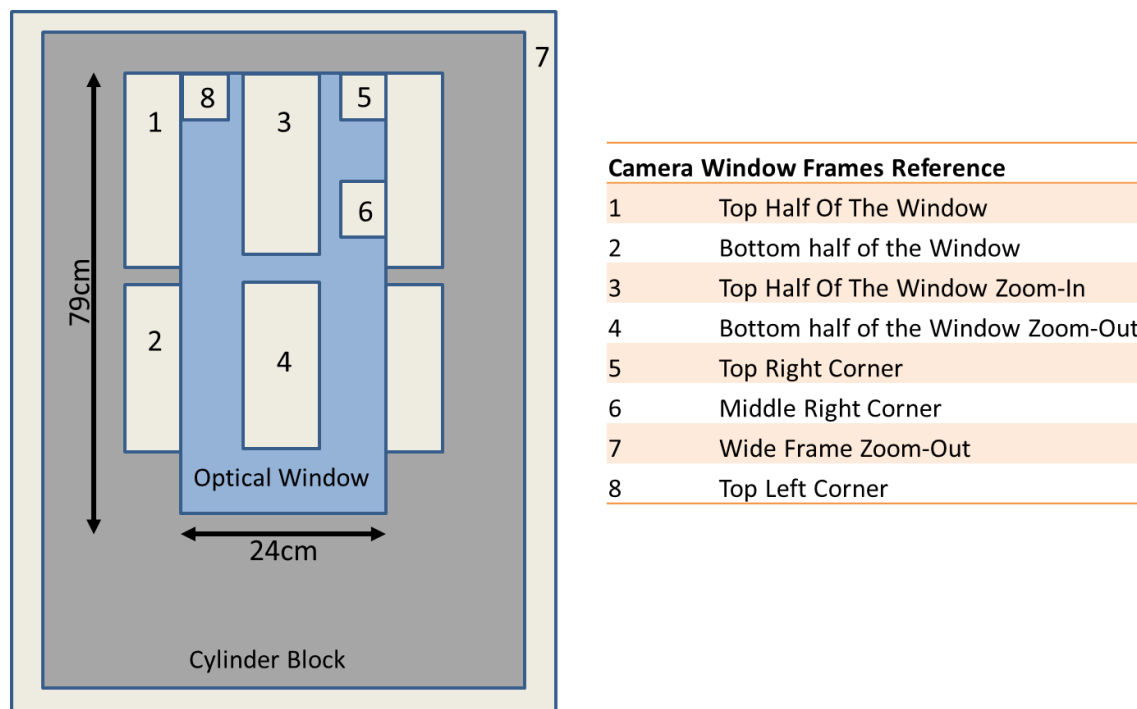 7
8
5
1
3
6
79cm
2
4
Optical Window
24cm
Cylinder Block
Camera Window Frames Reference
1 Top Half Of The Window
2 Bottom half of the Window
3 Top Half Of The Window Zoom-In
4 Bottom half of the Window Zoom-Out
5 Top Right Corner
6 Middle Right Corner
7 Wide Frame Zoom-Out
8 Top Left Corner